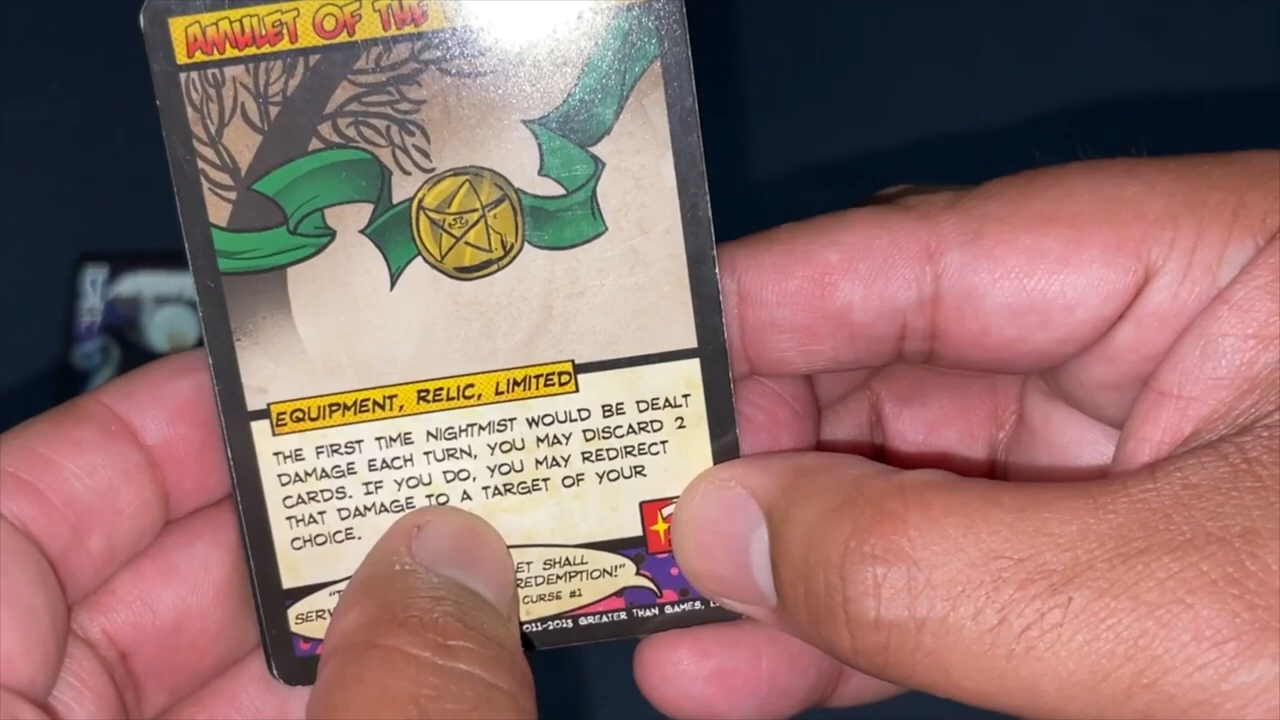 AMULET OF THE
EQUIPMENT, RELIC, LIMITED
THE FIRST TIME NIGHTMIST WOULD BE DEALT
DAMAGE EACH TURN, YOU MAY DISCARD 2
CARDS. IF YOU DO, YOU MAY REDIRECT
THAT DAMAGE TO A TARGET OF YOUR
CHOICE.
SHALL
REDEMPTION!"
CURSE #1
011-2013 GREATER THAN GAMES,